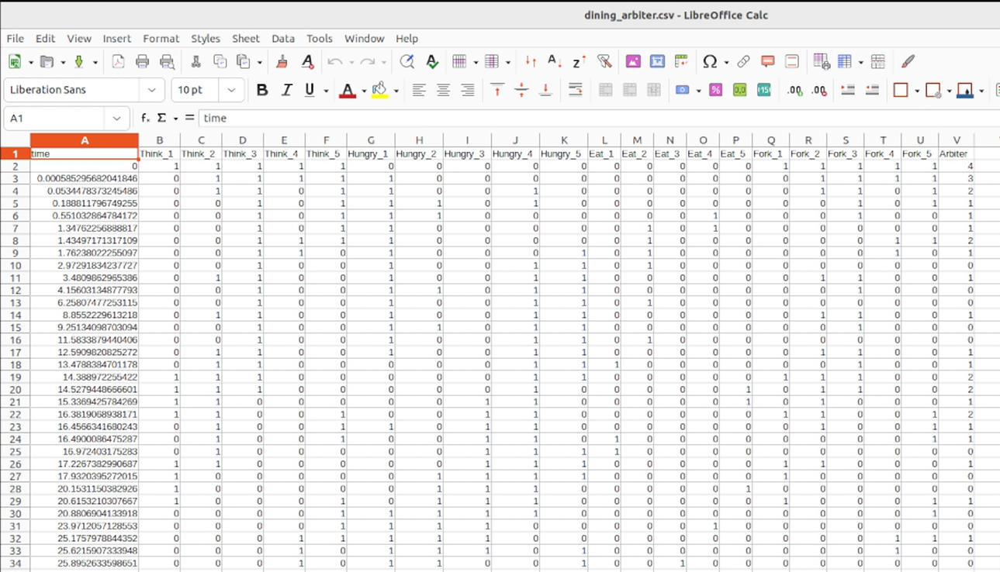 dining_arbiter.csv - LibreOffice Calc
File Edit View Insert Format Styles Sheet Data Tools Window Help
Liberation Sans 10 pt B I U A
A1 fx Σ = time
A B C D E F G H I J K L M N O P Q R S T U V
1 time Think_1 Think_2 Think_3 Think_4 Think_5 Hungry_1 Hungry_2 Hungry_3 Hungry_4 Hungry_5 Eat_1 Eat_2 Eat_3 Eat_4 Eat_5 Fork_1 Fork_2 Fork_3 Fork_4 Fork_5 Arbiter
2 0 1 1 1 1 1 0 0 0 0 0 0 0 0 0 0 1 1 1 1 1 4
3 0.000585295682041846 0 1 1 1 1 1 0 0 0 0 0 0 0 0 0 0 1 1 1 1 3
4 0.0534478373245486 0 1 1 0 1 1 0 0 1 0 0 0 0 0 0 0 1 1 0 1 2
5 0.188811796749255 0 0 1 0 1 1 1 0 1 0 0 0 0 0 0 0 0 1 0 1 1
6 0.551032864784172 0 0 1 0 1 1 1 0 0 0 0 0 0 1 0 0 0 1 0 0 1
7 1.34762256888817 0 0 1 0 1 1 0 0 0 0 0 1 0 1 0 0 0 0 0 0 1
8 1.43497171317109 0 0 1 1 1 1 0 0 0 0 0 1 0 0 0 0 0 0 1 1 2
9 1.76238022255097 0 0 1 1 0 1 0 0 0 1 0 1 0 0 0 0 0 0 1 0 1
10 2.97291834237727 0 0 1 0 0 1 0 0 1 1 0 1 0 0 0 0 0 0 0 0 0
11 3.4809862965386 0 1 1 0 0 1 0 0 1 1 0 0 0 0 0 0 1 1 0 0 1
12 4.15603134877793 0 0 1 0 0 1 1 0 1 1 0 0 0 0 0 0 0 1 0 0 0
13 6.25807477253115 0 0 1 0 0 1 0 0 1 1 0 1 0 0 0 0 0 0 0 0 0
14 8.8552229613218 0 1 1 0 0 1 0 0 1 1 0 0 0 0 0 0 1 1 0 0 1
15 9.25134098703094 0 0 1 0 0 1 1 0 1 1 0 0 0 0 0 0 0 1 0 0 0
16 11.5833879440406 0 0 1 0 0 1 0 0 1 1 0 1 0 0 0 0 0 0 0 0 0
17 12.5909820825272 0 1 1 0 0 1 0 0 1 1 0 0 0 0 0 0 1 1 0 0 1
18 13.4788384701178 0 1 1 0 0 0 0 0 1 1 1 0 0 0 0 0 0 1 0 0 1
19 14.388972255422 1 1 1 0 0 0 0 0 1 1 0 0 0 0 0 1 1 1 0 0 2
20 14.5279448666601 1 1 1 0 0 0 0 0 1 0 0 0 0 0 1 0 1 1 0 0 2
21 15.3369425784269 1 1 0 0 0 0 0 1 1 0 0 0 0 0 1 0 1 0 0 0 1
22 16.3819068938171 1 1 0 0 1 0 0 1 1 0 0 0 0 0 0 1 1 0 0 1 2
23 16.4566341680243 0 1 0 0 1 1 0 1 1 0 0 0 0 0 0 0 1 0 0 1 1
24 16.4900086475287 0 1 0 0 1 0 0 1 1 0 1 0 0 0 0 0 0 0 0 1 1
25 16.972403175283 0 1 0 0 0 0 0 1 1 1 1 0 0 0 0 0 0 0 0 0 0
26 17.2267382990687 1 1 0 0 0 0 0 1 1 1 0 0 0 0 0 1 1 0 0 0 1
27 17.9320395272015 1 0 0 0 0 0 1 1 1 1 0 0 0 0 0 1 0 0 0 0 0
28 20.1531150382926 1 0 0 0 0 0 1 1 1 0 0 0 0 0 1 0 0 0 0 0 0
29 20.6153210307667 1 0 0 0 1 0 1 1 1 0 0 0 0 0 0 1 0 0 0 1 1
30 20.8806904133918 0 0 0 0 1 1 1 1 1 0 0 0 0 0 0 0 0 0 0 1 0
31 23.9712057128553 0 0 0 0 1 1 1 1 0 0 0 0 0 1 0 0 0 0 0 0 0
32 25.1757978844352 0 0 0 1 1 1 1 1 0 0 0 0 0 0 0 0 0 0 1 1 1
33 25.6215907333948 0 0 0 1 0 1 1 1 0 1 0 0 0 0 0 0 0 0 1 0 0
34 25.8952633598651 0 0 0 1 0 1 1 0 0 1 0 0 1 0 0 0 0 0 0 0 0